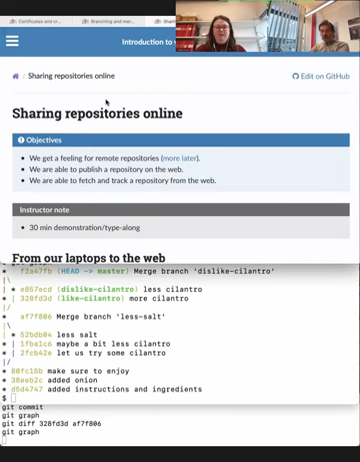 Certificates and cr...
Branching and mer...
Introduction to
Sharing repositories online
Edit on GitHub
Sharing repositories online
Objectives
We get a feeling for remote repositories (more later).
We are able to publish a repository on the web.
We are able to fetch and track a repository from the web.
Instructor note
30 min demonstration/type-along
From our laptops to the web
* f2a47fb (HEAD -> master) Merge branch 'dislike-cilantro'
|\
| * e857ecd (dislike-cilantro) less cilantro
* | 328fd3d (like-cilantro) more cilantro
|/
* af7f806 Merge branch 'less-salt'
|\
| * 52bdb04 less salt
* | 1fba1c6 maybe a bit less cilantro
* | 2fcb42e let us try some cilantro
|/
* 80fc15b make sure to enjoy
* 38eeb2c added onion
* d5d4747 added instructions and ingredients
$
git commit
git graph
git diff 328fd3d af7f806
git graph